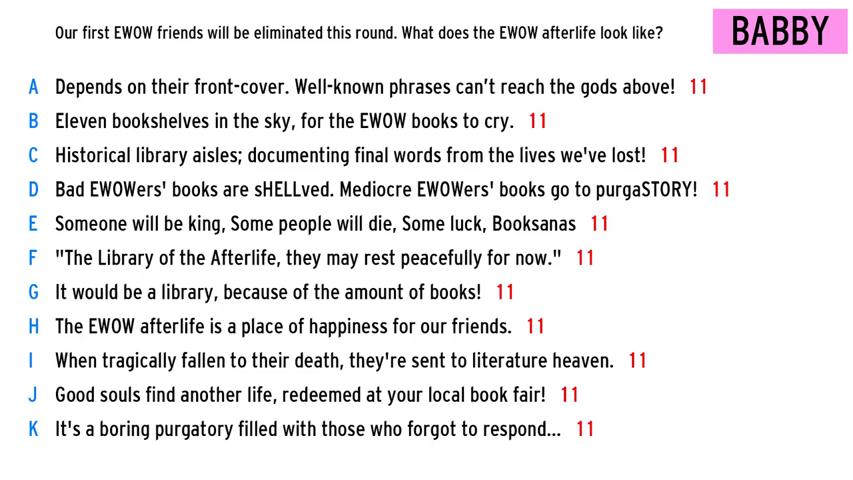 Our first EWOW friends will be eliminated this round. What does the EWOW afterlife look like?
BABBY
A Depends on their front-cover. Well-known phrases can't reach the gods above! 11
B Eleven bookshelves in the sky, for the EWOW books to cry. 11
C Historical library aisles; documenting final words from the lives we've lost! 11
D Bad EWOWers' books are sHELLved. Mediocre EWOWers' books go to purgaSTORY! 11
E Someone will be king, Some people will die, Some luck, Booksanas 11
F "The Library of the Afterlife, they may rest peacefully for now." 11
G It would be a library, because of the amount of books! 11
H The EWOW afterlife is a place of happiness for our friends. 11
I When tragically fallen to their death, they're sent to literature heaven. 11
J Good souls find another life, redeemed at your local book fair! 11
K It's a boring purgatory filled with those who forgot to respond... 11